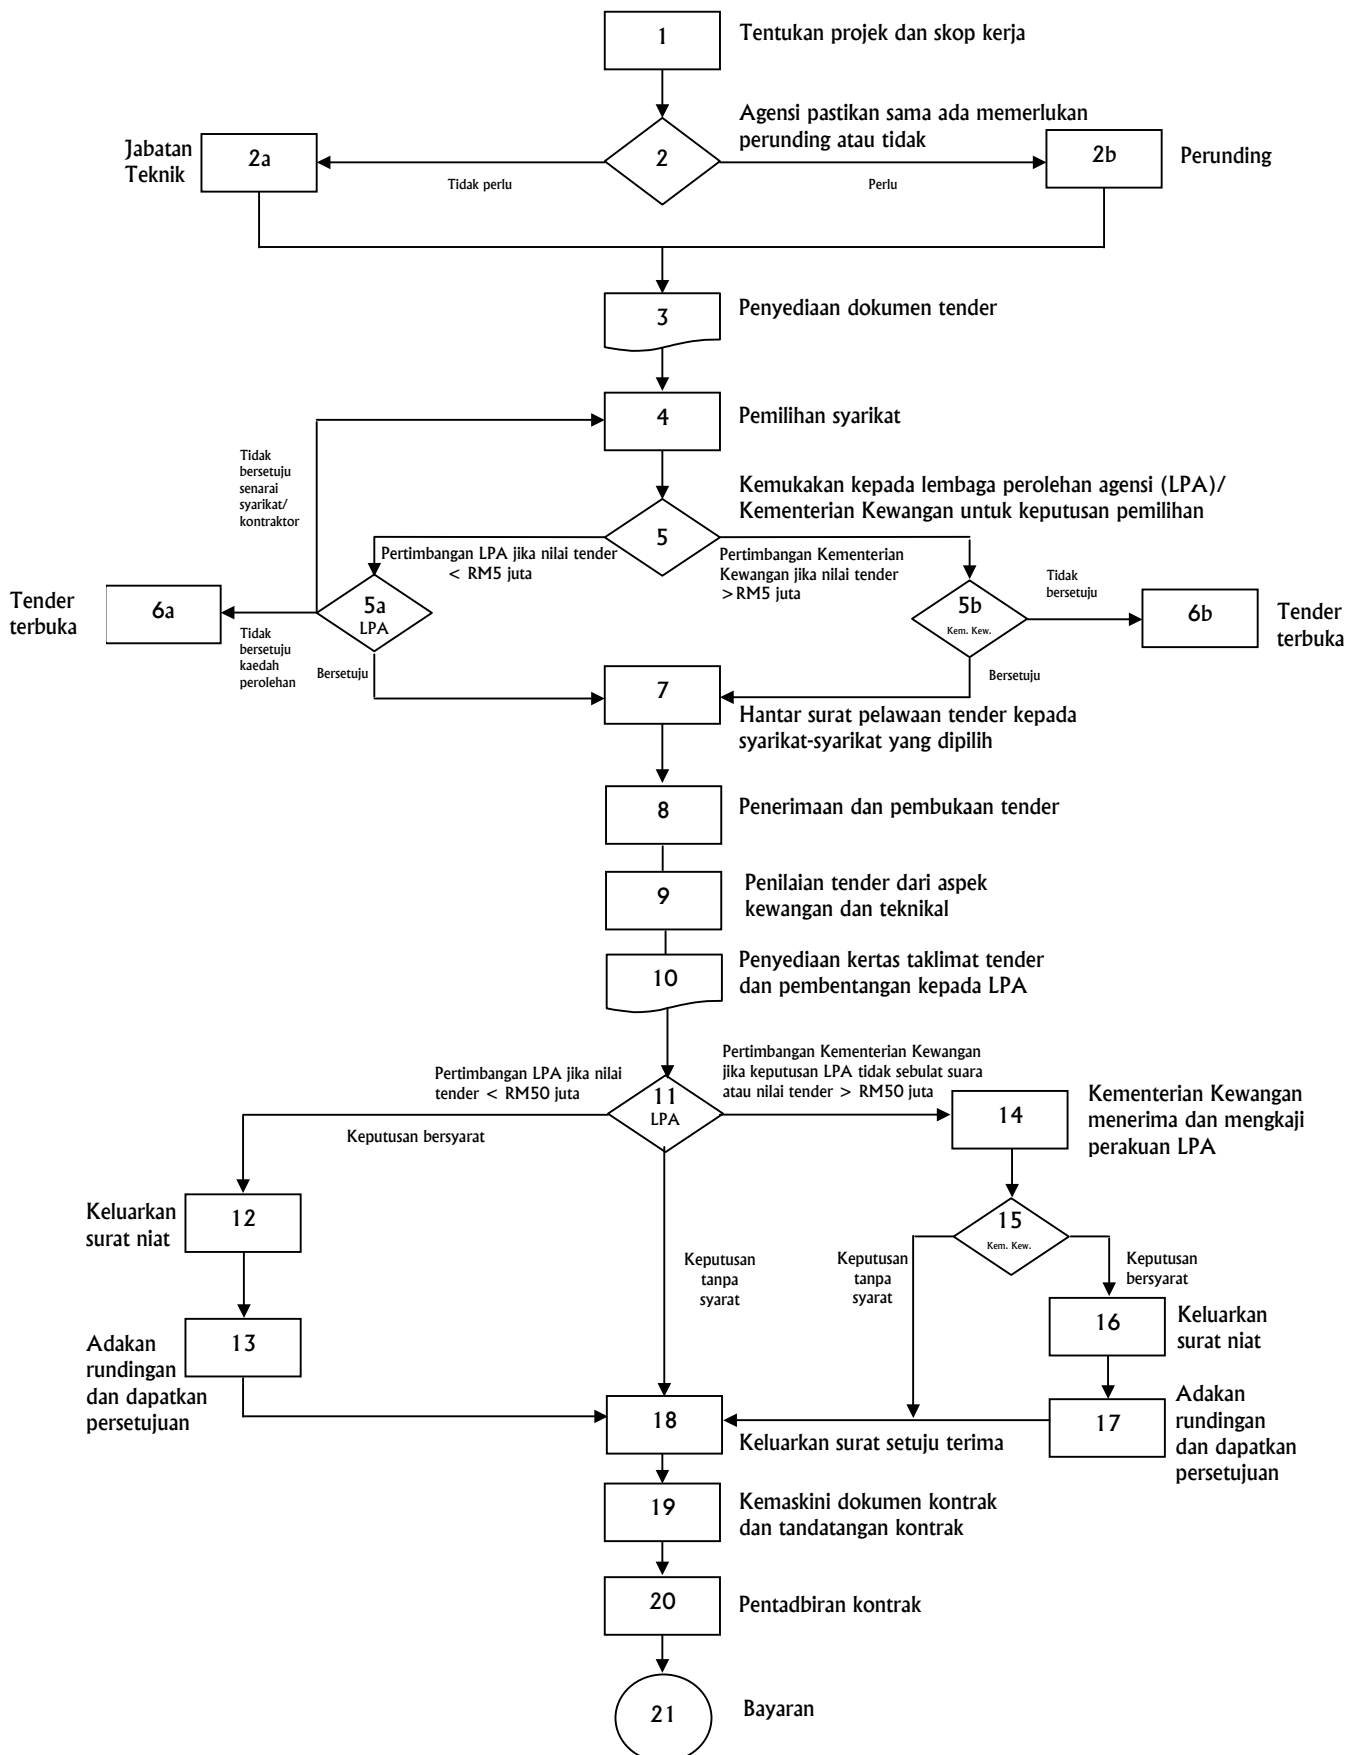 1
Tentukan projek dan skop kerja
Agensi pastikan sama ada memerlukan
perunding atau tidak
Jabatan
Teknik
2a
2
2b
Perunding
Tidak perlu
Perlu
3
Penyediaan dokumen tender
4
Pemilihan syarikat
Tidak
bersetuju
senarai
syarikat/
kontraktor
Kemukakan kepada lembaga perolehan agensi (LPA)/
Kementerian Kewangan untuk keputusan pemilihan
5
Pertimbangan LPA jika nilai tender
< RM5 juta
Pertimbangan Kementerian
Kewangan jika nilai tender
>RM5 juta
Tender
terbuka
6a
5a
LPA
5b
Kem. Kew.
Tidak
bersetuju
6b
Tender
terbuka
Tidak
bersetuju
kaedah
perolehan
Bersetuju
Bersetuju
7
Hantar surat pelawaan tender kepada
syarikat-syarikat yang dipilih
8
Penerimaan dan pembukaan tender
9
Penilaian tender dari aspek
kewangan dan teknikal
10
Penyediaan kertas taklimat tender
dan pembentangan kepada LPA
Pertimbangan LPA jika nilai
tender < RM50 juta
Pertimbangan Kementerian Kewangan
jika keputusan LPA tidak sebulat suara
atau nilai tender > RM50 juta
11
LPA
14
Kementerian Kewangan
menerima dan mengkaji
perakuan LPA
Keputusan bersyarat
Keluarkan
surat niat
12
15
Kem. Kew.
Keputusan
tanpa
syarat
Keputusan
tanpa
syarat
Keputusan
bersyarat
16
Keluarkan
surat niat
Adakan
rundingan
dan dapatkan
persetujuan
13
18
Keluarkan surat setuju terima
17
Adakan
rundingan
dan dapatkan
persetujuan
19
Kemaskini dokumen kontrak
dan tandatangan kontrak
20
Pentadbiran kontrak
21
Bayaran